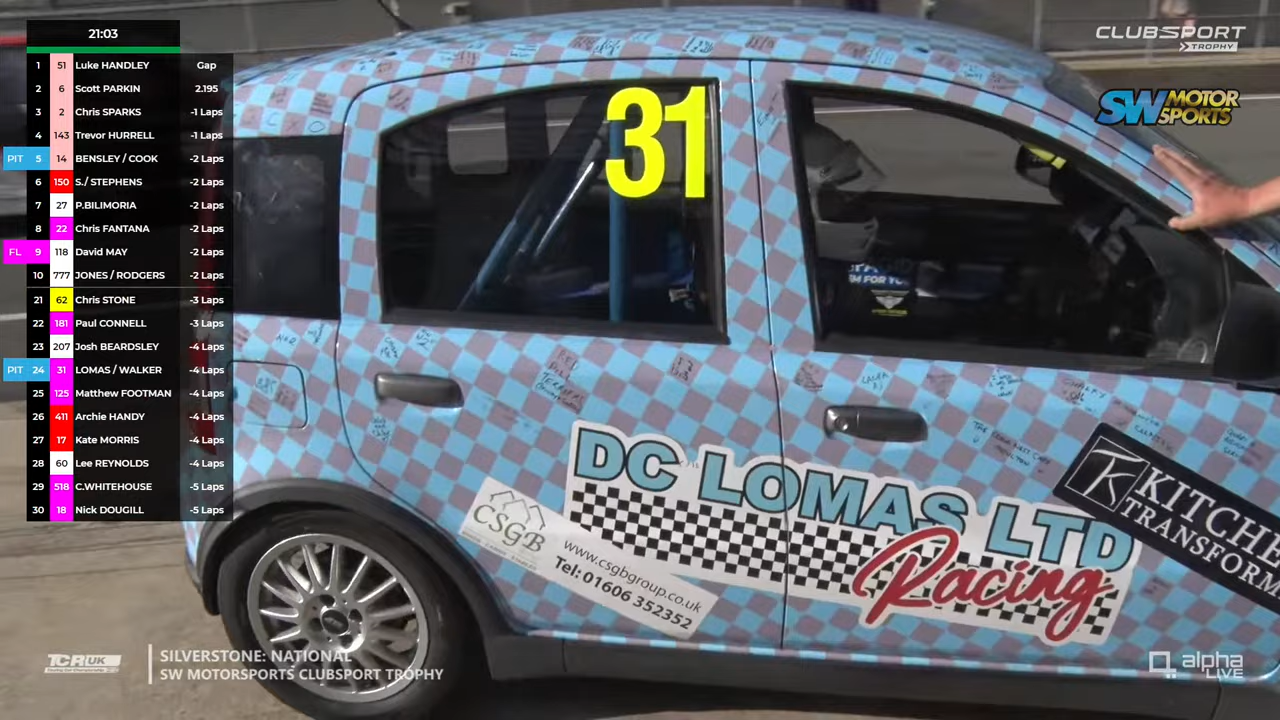 21:03
1 51 Luke HANDLEY Gap
2 6 Scott PARKIN 2.195
3 2 Chris SPARKS -1 Laps
4 143 Trevor HURRELL -1 Laps
PIT 5 14 BENSLEY / COOK -2 Laps
6 150 S./ STEPHENS -2 Laps
7 27 P.BILIMORIA -2 Laps
8 22 Chris FANTANA -2 Laps
FL 9 118 David MAY -2 Laps
10 777 JONES / RODGERS -2 Laps
21 62 Chris STONE -3 Laps
22 181 Paul CONNELL -3 Laps
23 207 Josh BEARDSLEY -4 Laps
PIT 24 31 LOMAS / WALKER -4 Laps
25 125 Matthew FOOTMAN -4 Laps
26 411 Archie HANDY -4 Laps
27 17 Kate MORRIS -4 Laps
28 60 Lee REYNOLDS -4 Laps
29 518 C.WHITEHOUSE -5 Laps
30 18 Nick DOUGILL -5 Laps
CLUBSPORT
TROPHY
SW MOTOR
SPORTS
31
DC LOMAS LTD
Racing
CSGB
www.csgbgroup.co.uk
Tel: 01606 352352
KITCHE
TRANSFORM
TCR UK
SILVERSTONE: NATIONAL
SW MOTORSPORTS CLUBSPORT TROPHY
alpha
LIVE